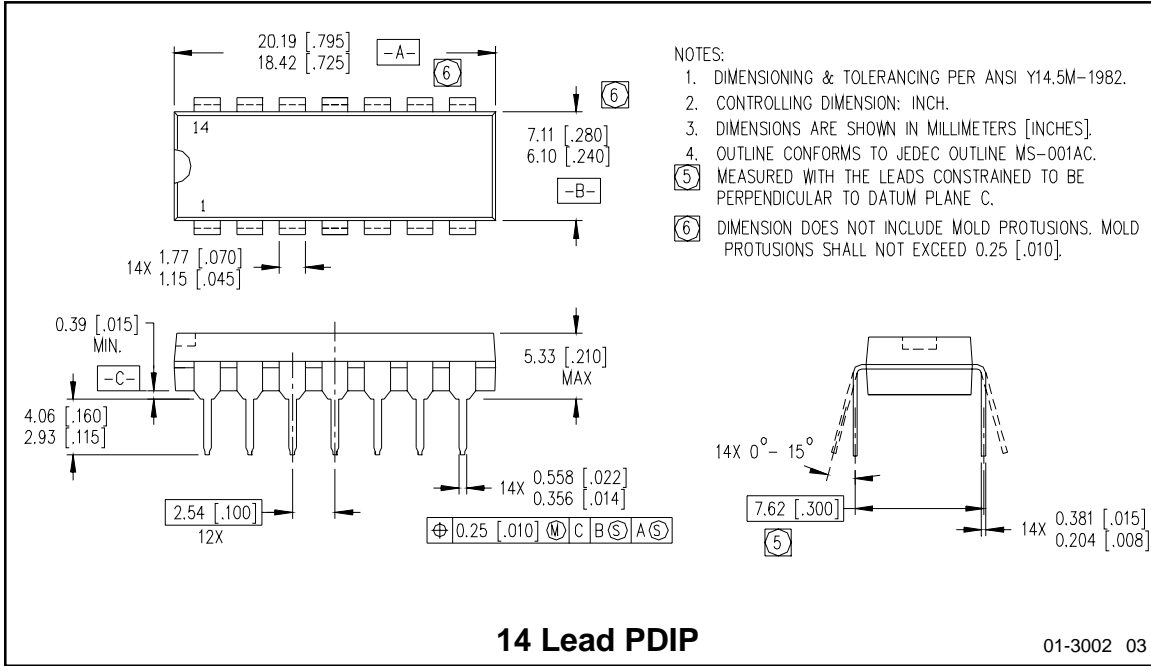 20.19 [.795]
18.42 [.725]
-A-
6
6
14
1
7.11 [.280]
6.10 [.240]
-B-
14X 1.77 [.070]
1.15 [.045]
NOTES:
1. DIMENSIONING & TOLERANCING PER ANSI Y14.5M-1982.
2. CONTROLLING DIMENSION: INCH.
3. DIMENSIONS ARE SHOWN IN MILLIMETERS [INCHES].
4. OUTLINE CONFORMS TO JEDEC OUTLINE MS-001AC.
5 MEASURED WITH THE LEADS CONSTRAINED TO BE
PERPENDICULAR TO DATUM PLANE C.
6 DIMENSION DOES NOT INCLUDE MOLD PROTUSIONS. MOLD
PROTUSIONS SHALL NOT EXCEED 0.25 [.010].
0.39 [.015]
MIN.
-C-
4.06 [.160]
2.93 [.115]
5.33 [.210]
MAX
2.54 [.100]
12X
14X 0.558 [.022]
0.356 [.014]
⌖ 0.25 [.010] Ⓜ C B Ⓢ A Ⓢ
14X 0°- 15°
7.62 [.300]
5
14X 0.381 [.015]
0.204 [.008]
14 Lead PDIP
01-3002 03